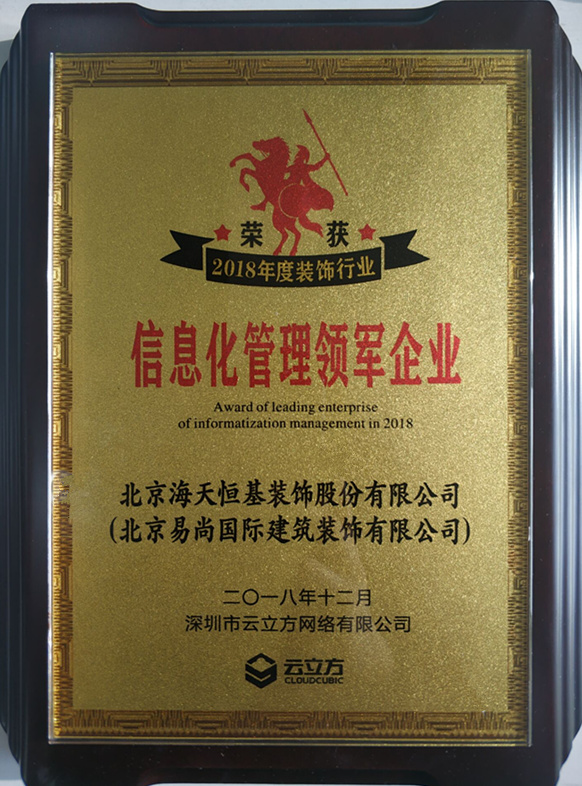 荣获
2018年度装饰行业
信息化管理领军企业
Award of leading enterprise
of informatization management in 2018
北京海天恒基装饰股份有限公司
(北京易尚国际建筑装饰有限公司)
二〇一八年十二月
深圳市云立方网络有限公司
云立方
CLOUDCUBIC